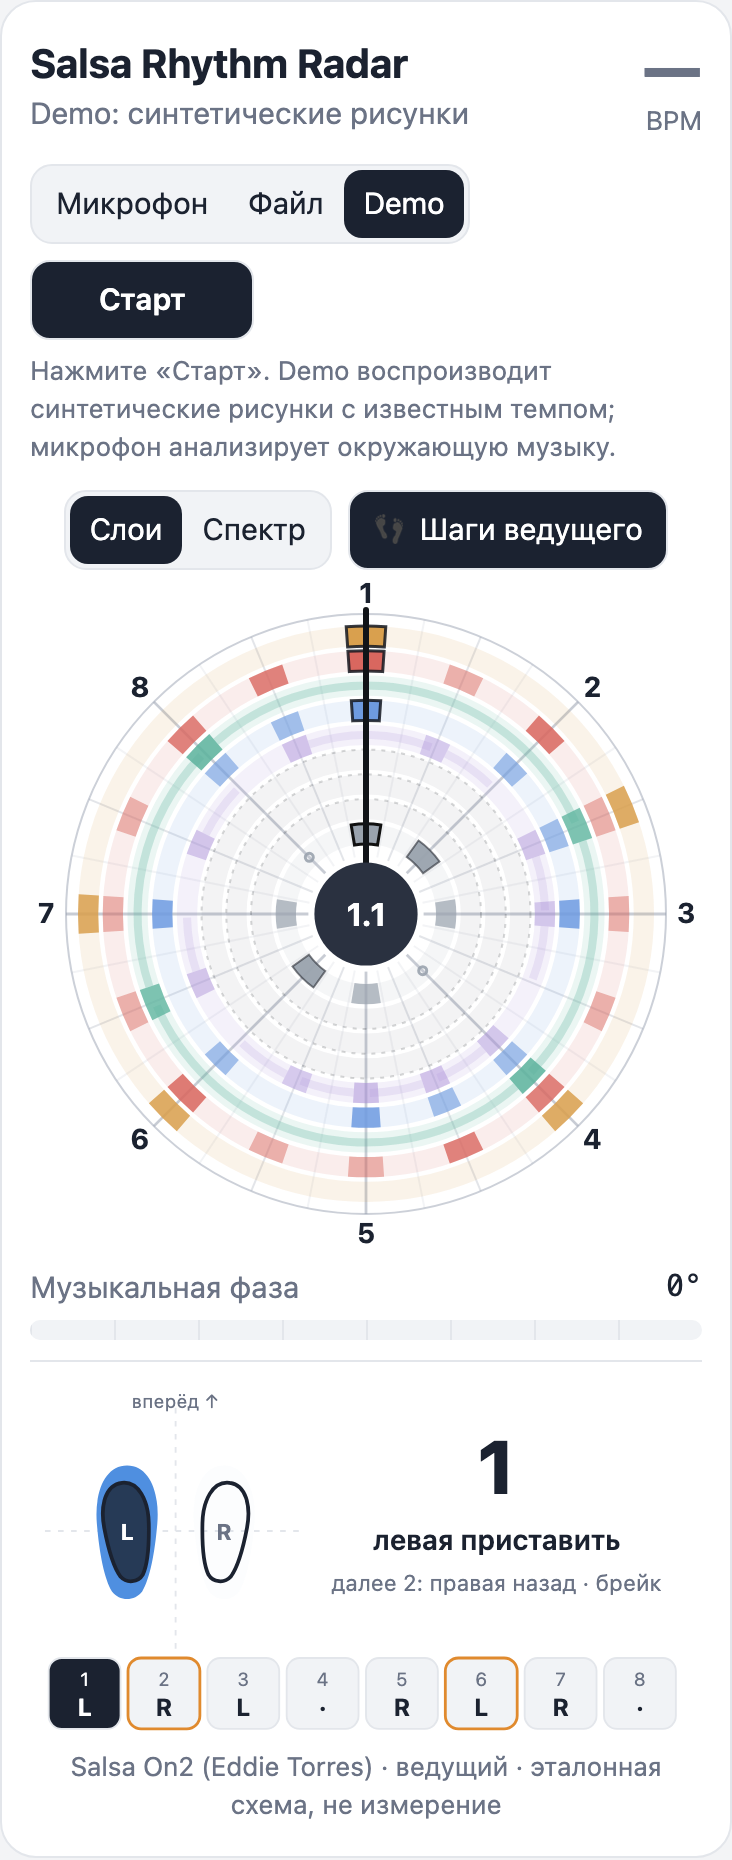 Salsa Rhythm Radar
Demo: синтетические рисунки
—
BPM
Микрофон Файл Demo
Старт
Нажмите «Старт». Demo воспроизводит
синтетические рисунки с известным темпом;
микрофон анализирует окружающую музыку.
Слои Спектр 👣 Шаги ведущего
1
8 2
7 1.1 3
6 4
5
Музыкальная фаза 0°
вперёд ↑
L R
1
левая приставить
далее 2: правая назад · брейк
1 2 3 4 5 6 7 8
L R L · R L R ·
Salsa On2 (Eddie Torres) · ведущий · эталонная
схема, не измерение